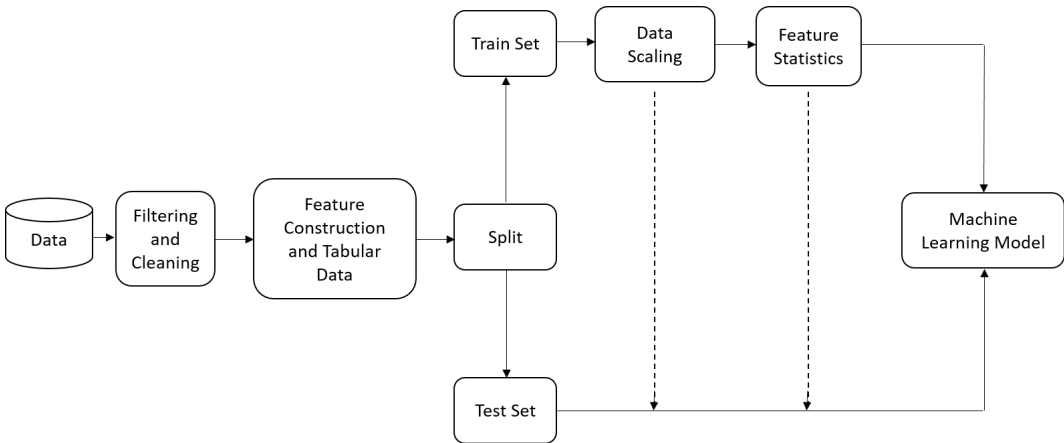 Data
Filtering
and
Cleaning
Feature
Construction
and Tabular
Data
Split
Train Set
Data
Scaling
Feature
Statistics
Test Set
Machine
Learning Model